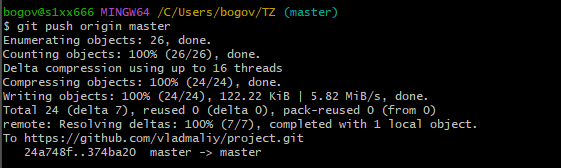 bogov@s1xx666 MINGW64 /C/Users/bogov/TZ (master)
$ git push origin master
Enumerating objects: 26, done.
Counting objects: 100% (26/26), done.
Delta compression using up to 16 threads
Compressing objects: 100% (24/24), done.
Writing objects: 100% (24/24), 122.22 KiB | 5.82 MiB/s, done.
Total 24 (delta 7), reused 0 (delta 0), pack-reused 0 (from 0)
remote: Resolving deltas: 100% (7/7), completed with 1 local object.
To https://github.com/vladmaliy/project.git
   24a748f..374ba20  master -> master